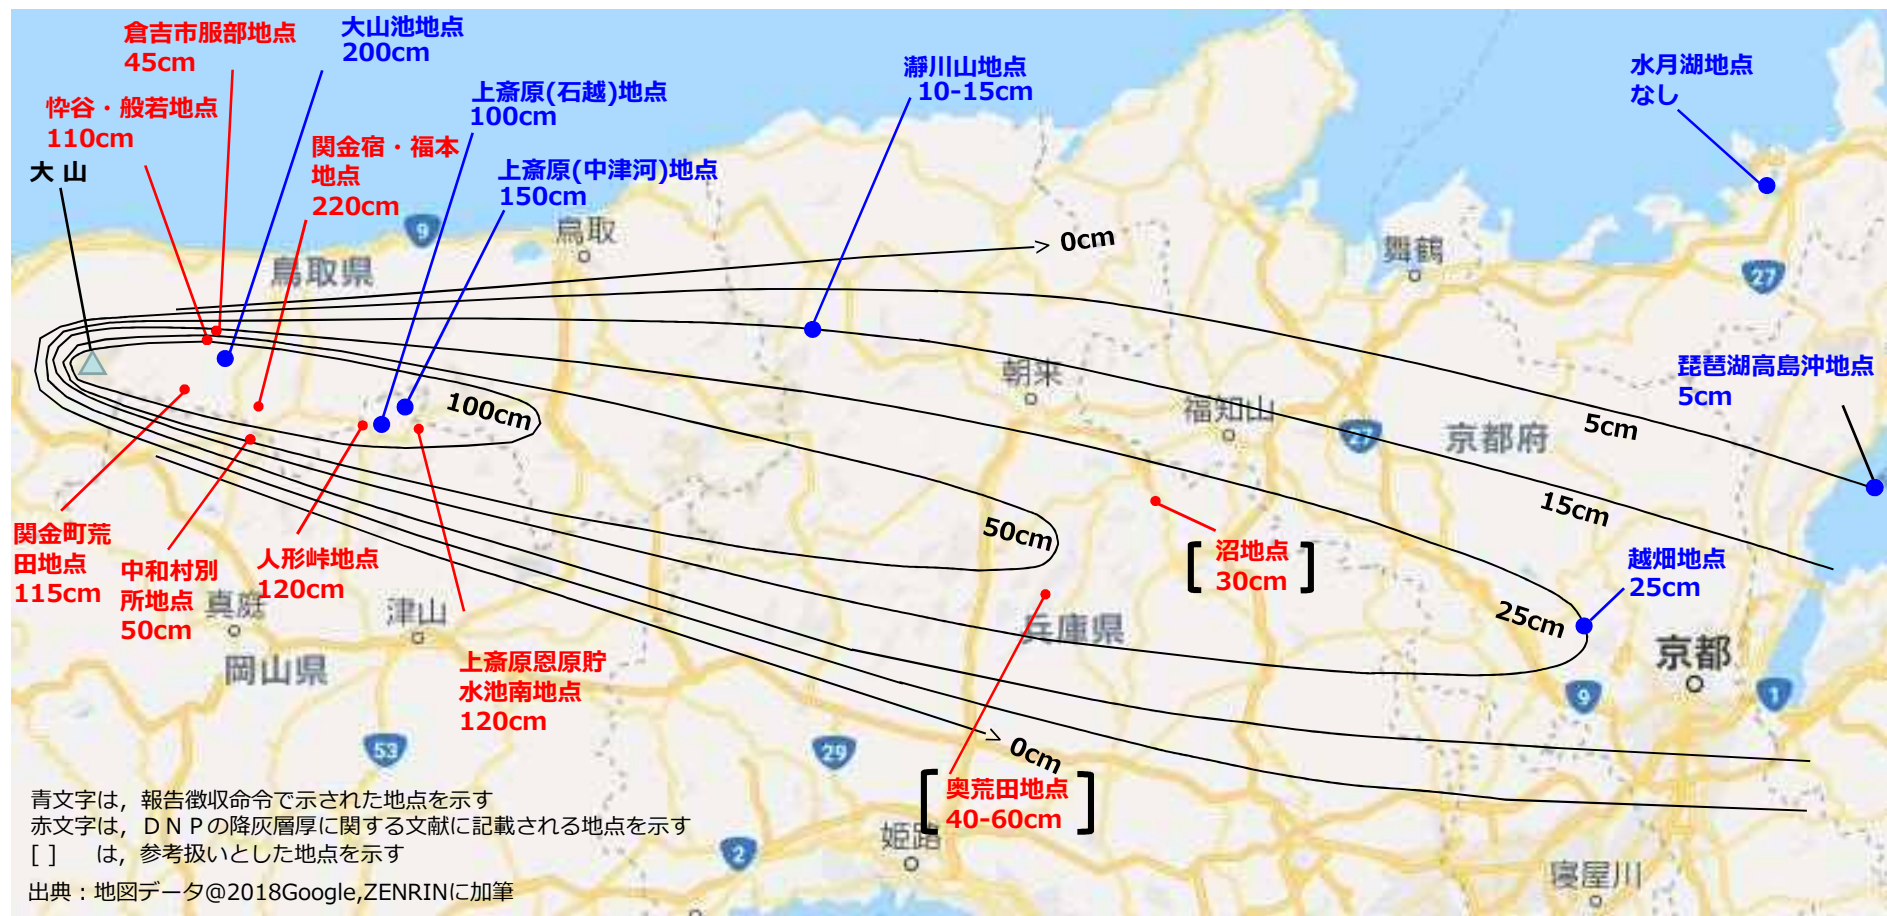 倉吉市服部地点
45cm
大山池地点
200cm
忰谷・般若地点
110cm
大 山
上斎原(石越)地点
100cm
関金宿・福本
地点
220cm
上斎原(中津河)地点
150cm
瀞川山地点
10-15cm
水月湖地点
なし
9
鳥取
鳥取県
0cm
舞鶴
27
朝来
福知山
27
京都府
琵琶湖高島沖地点
5cm
5cm
100cm
50cm
15cm
25cm
関金町荒
田地点
115cm
中和村別
所地点
50cm
人形峠地点
120cm
上斎原恩原貯
水池南地点
120cm
[ 沼地点
30cm ]
越畑地点
25cm
真庭
津山
岡山県
兵庫県
京都
9
1
53
29
0cm
[ 奥荒田地点
40-60cm ]
姫路
2
寝屋川
青文字は，報告徴収命令で示された地点を示す
赤文字は，ＤＮＰの降灰層厚に関する文献に記載される地点を示す
[ ]　は，参考扱いとした地点を示す
出典：地図データ@2018Google,ZENRINに加筆